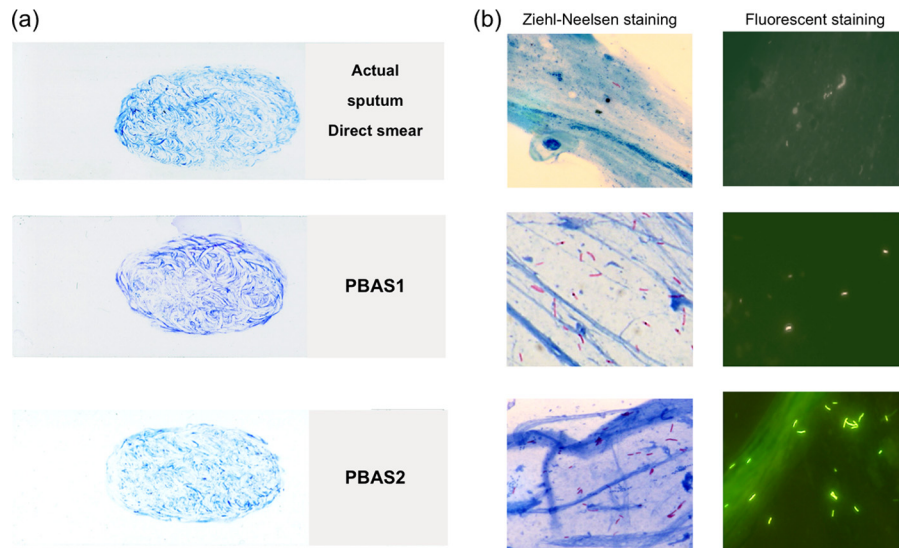 (a)
Actual
sputum
Direct smear
PBAS1
PBAS2
(b)
Ziehl-Neelsen staining
Fluorescent staining